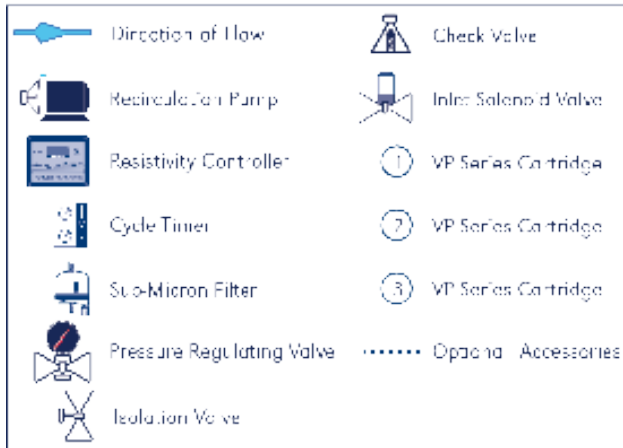 Direction of Flow
Recirculation Pump
Resistivity Controller
Cycle Timer
Sub-Micron Filter
Pressure Regulating Valve
Isolation Valve
Check Valve
Inlet Solenoid Valve
1 VP Series Cartridge
2 VP Series Cartridge
3 VP Series Cartridge
Optional Accessories